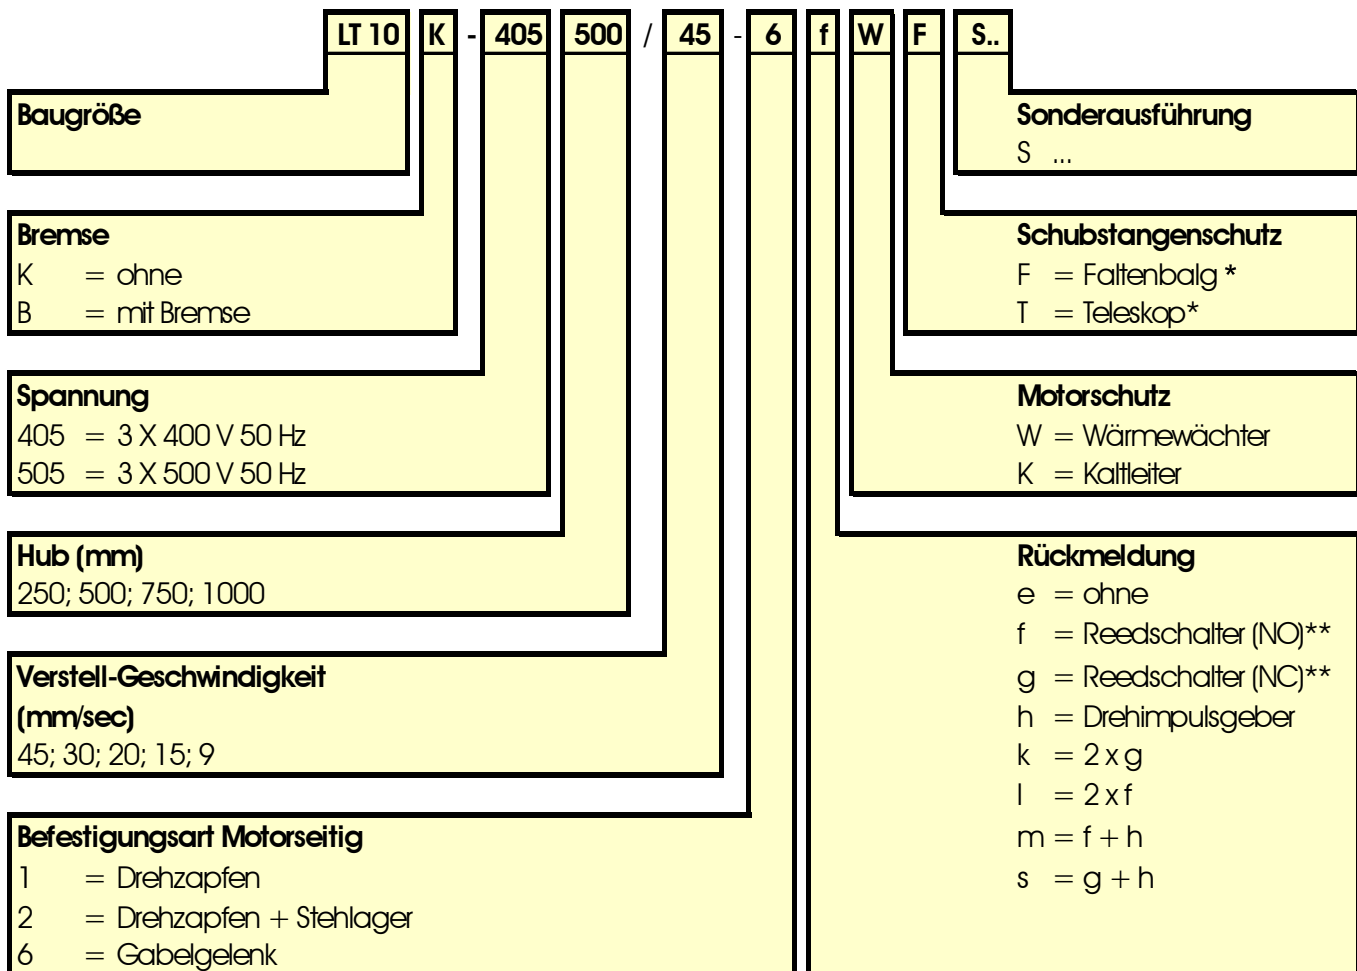 LT 10 K - 405 500 / 45 - 6 f W F S..
Baugröße
Bremse
K = ohne
B = mit Bremse
Spannung
405 = 3 X 400 V 50 Hz
505 = 3 X 500 V 50 Hz
Hub (mm)
250; 500; 750; 1000
Verstell-Geschwindigkeit
(mm/sec)
45; 30; 20; 15; 9
Befestigungsart Motorseitig
1 = Drehzapfen
2 = Drehzapfen + Stehlager
6 = Gabelgelenk
Sonderausführung
S ...
Schubstangenschutz
F = Faltenbalg *
T = Teleskop*
Motorschutz
W = Wärmewächter
K = Kaltleiter
Rückmeldung
e = ohne
f = Reedschalter (NO)**
g = Reedschalter (NC)**
h = Drehimpulsgeber
k = 2 x g
l = 2 x f
m = f + h
s = g + h